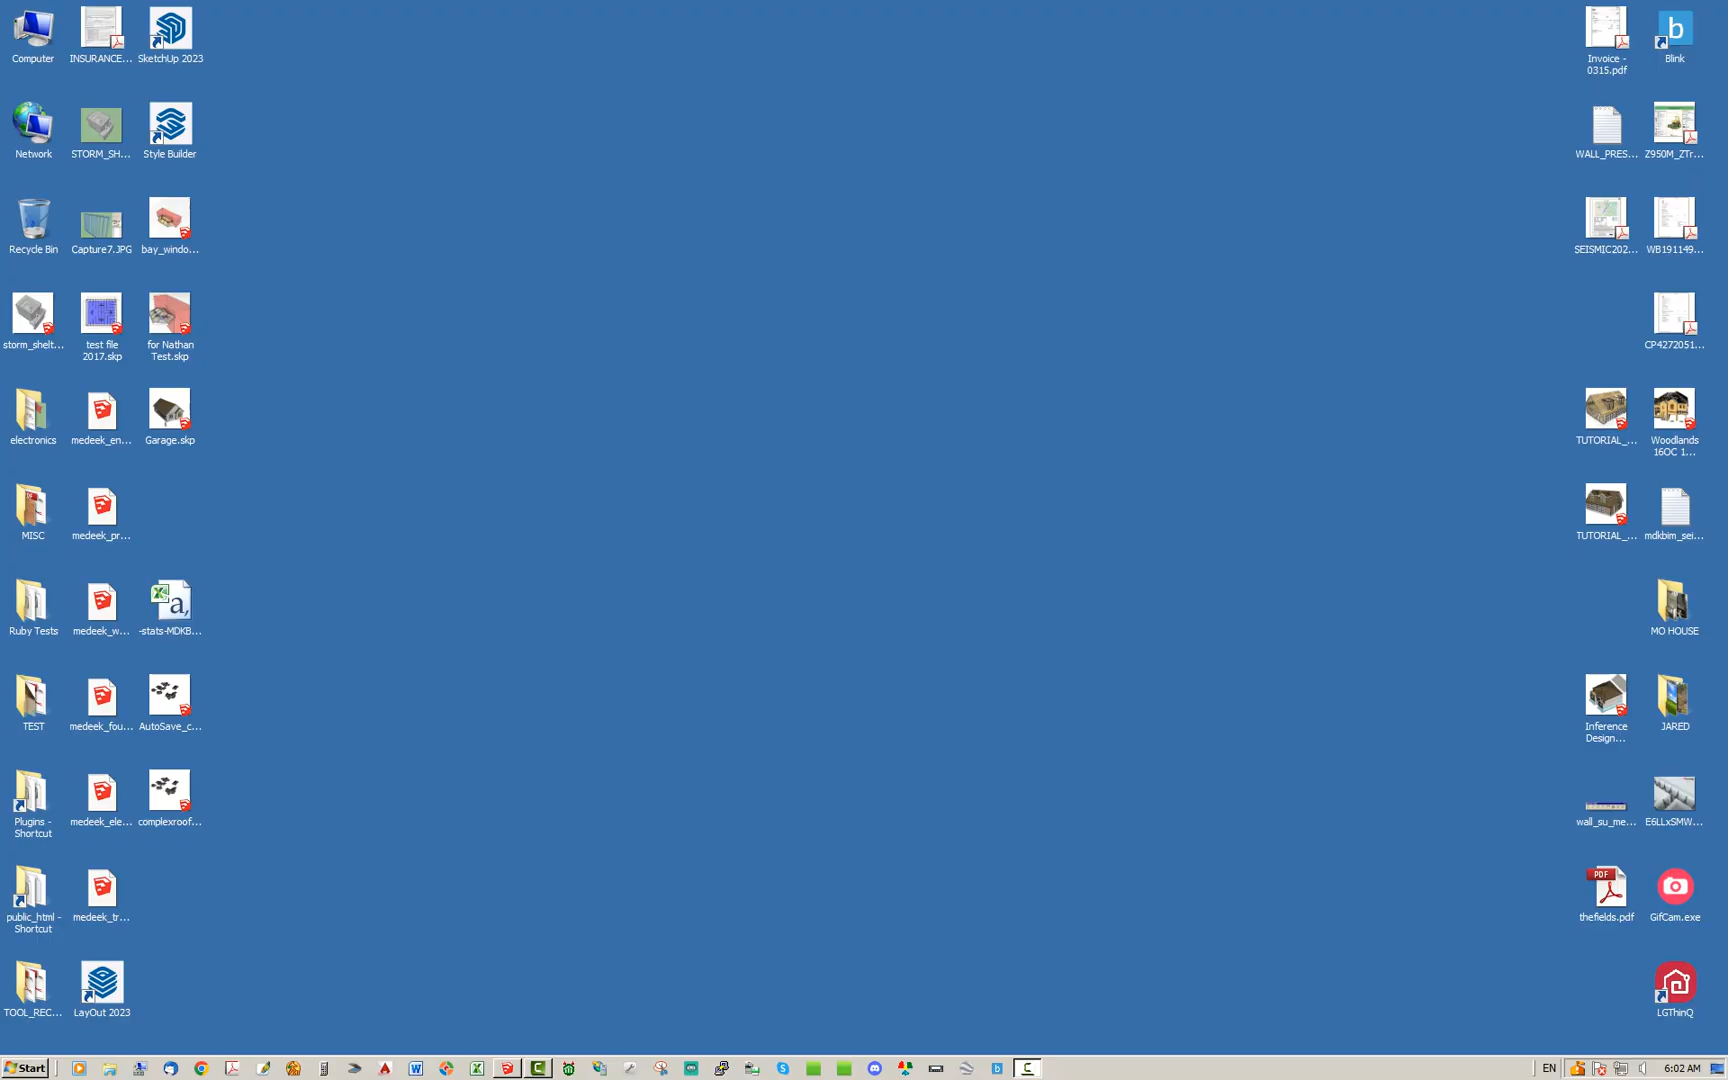 Computer
INSURANCE...
SketchUp 2023
Network
STORM_SH...
Style Builder
Recycle Bin
Capture7.JPG
bay_windo...
storm_shelt...
test file
2017.skp
for Nathan
Test.skp
electronics
medeek_en...
Garage.skp
MISC
medeek_pr...
Ruby Tests
medeek_w...
-stats-MDKB...
TEST
medeek_fou...
AutoSave_c...
Plugins -
Shortcut
medeek_ele...
complexroof...
public_html -
Shortcut
medeek_tr...
TOOL_REC...
LayOut 2023
Invoice -
0315.pdf
Blink
WALL_PRES...
Z950M_ZTr...
SEISMIC202...
WB191149...
CP4272051...
TUTORIAL_...
Woodlands
16OC 1...
TUTORIAL_...
mdkbim_sei...
MO HOUSE
Inference
Design...
JARED
wall_su_me...
E6LLxSMW...
PDF
thefields.pdf
GifCam.exe
LGThinQ
Start
EN
6:02 AM